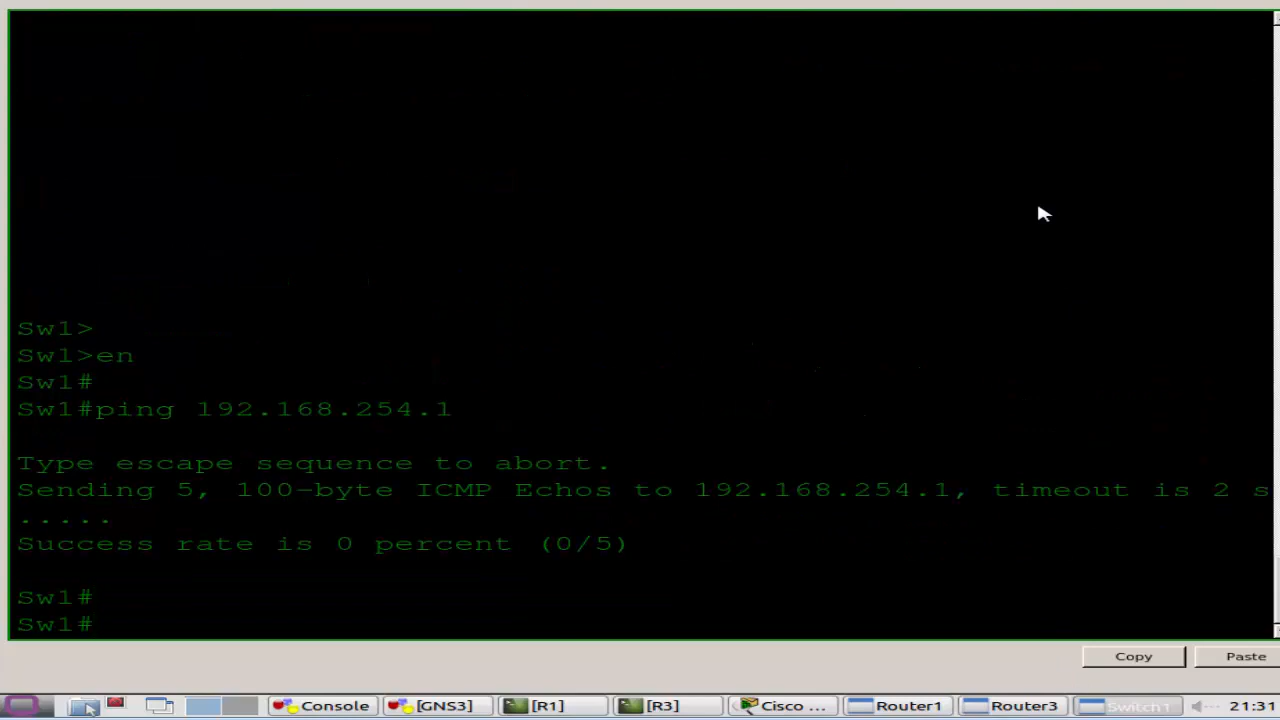 Sw1>
Sw1>en
Sw1#
Sw1#ping 192.168.254.1
Type escape sequence to abort.
Sending 5, 100-byte ICMP Echos to 192.168.254.1, timeout is 2 s
.....
Success rate is 0 percent (0/5)
Sw1#
Sw1#
Copy Paste
Console [GNS3] [R1] [R3] Cisco ... Router1 Router3 Switch1 21:31